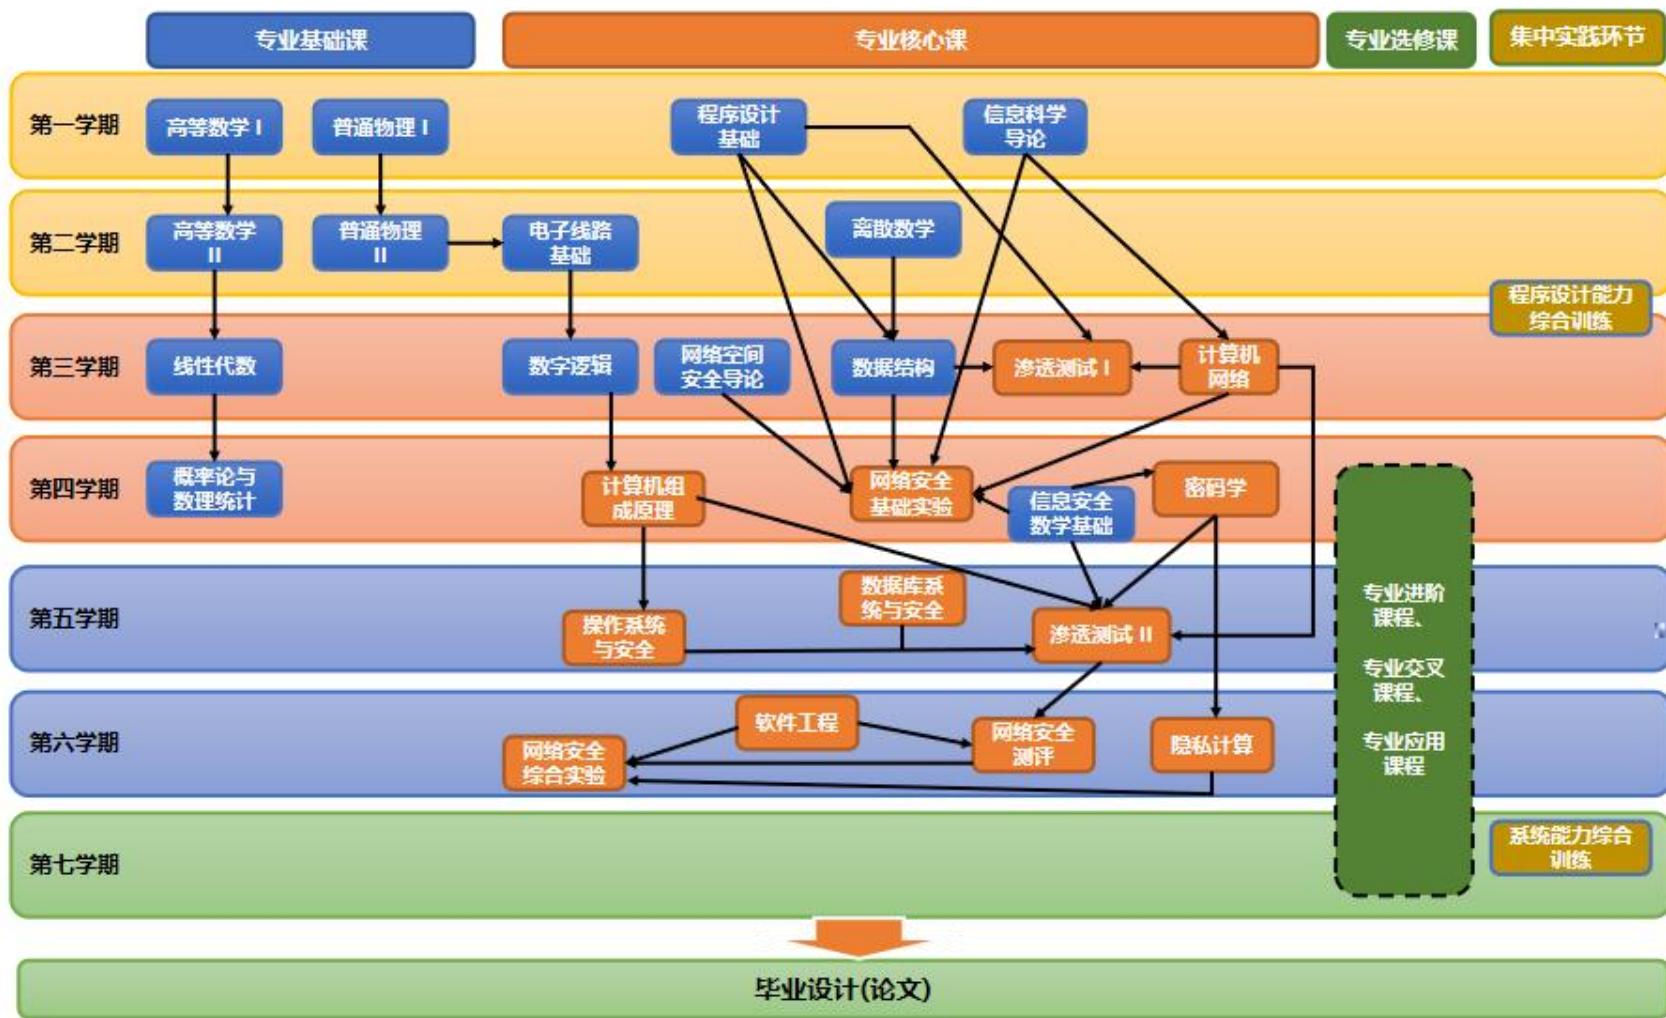 专业基础课
专业核心课
专业选修课
集中实践环节
第一学期
高等数学 I
普通物理 I
程序设计
基础
信息科学
导论
第二学期
高等数学
II
普通物理
II
电子线路
基础
离散数学
程序设计能力
综合训练
第三学期
线性代数
数字逻辑
网络空间
安全导论
数据结构
渗透测试 I
计算机
网络
第四学期
概率论与
数理统计
计算机组
成原理
网络安全
基础实验
信息安全
数学基础
密码学
第五学期
操作系统
与安全
数据库系
统与安全
渗透测试 II
专业进阶
课程、
专业交叉
课程、
专业应用
课程
第六学期
网络安全
综合实验
软件工程
网络安全
测评
隐私计算
第七学期
系统能力综合
训练
毕业设计(论文)